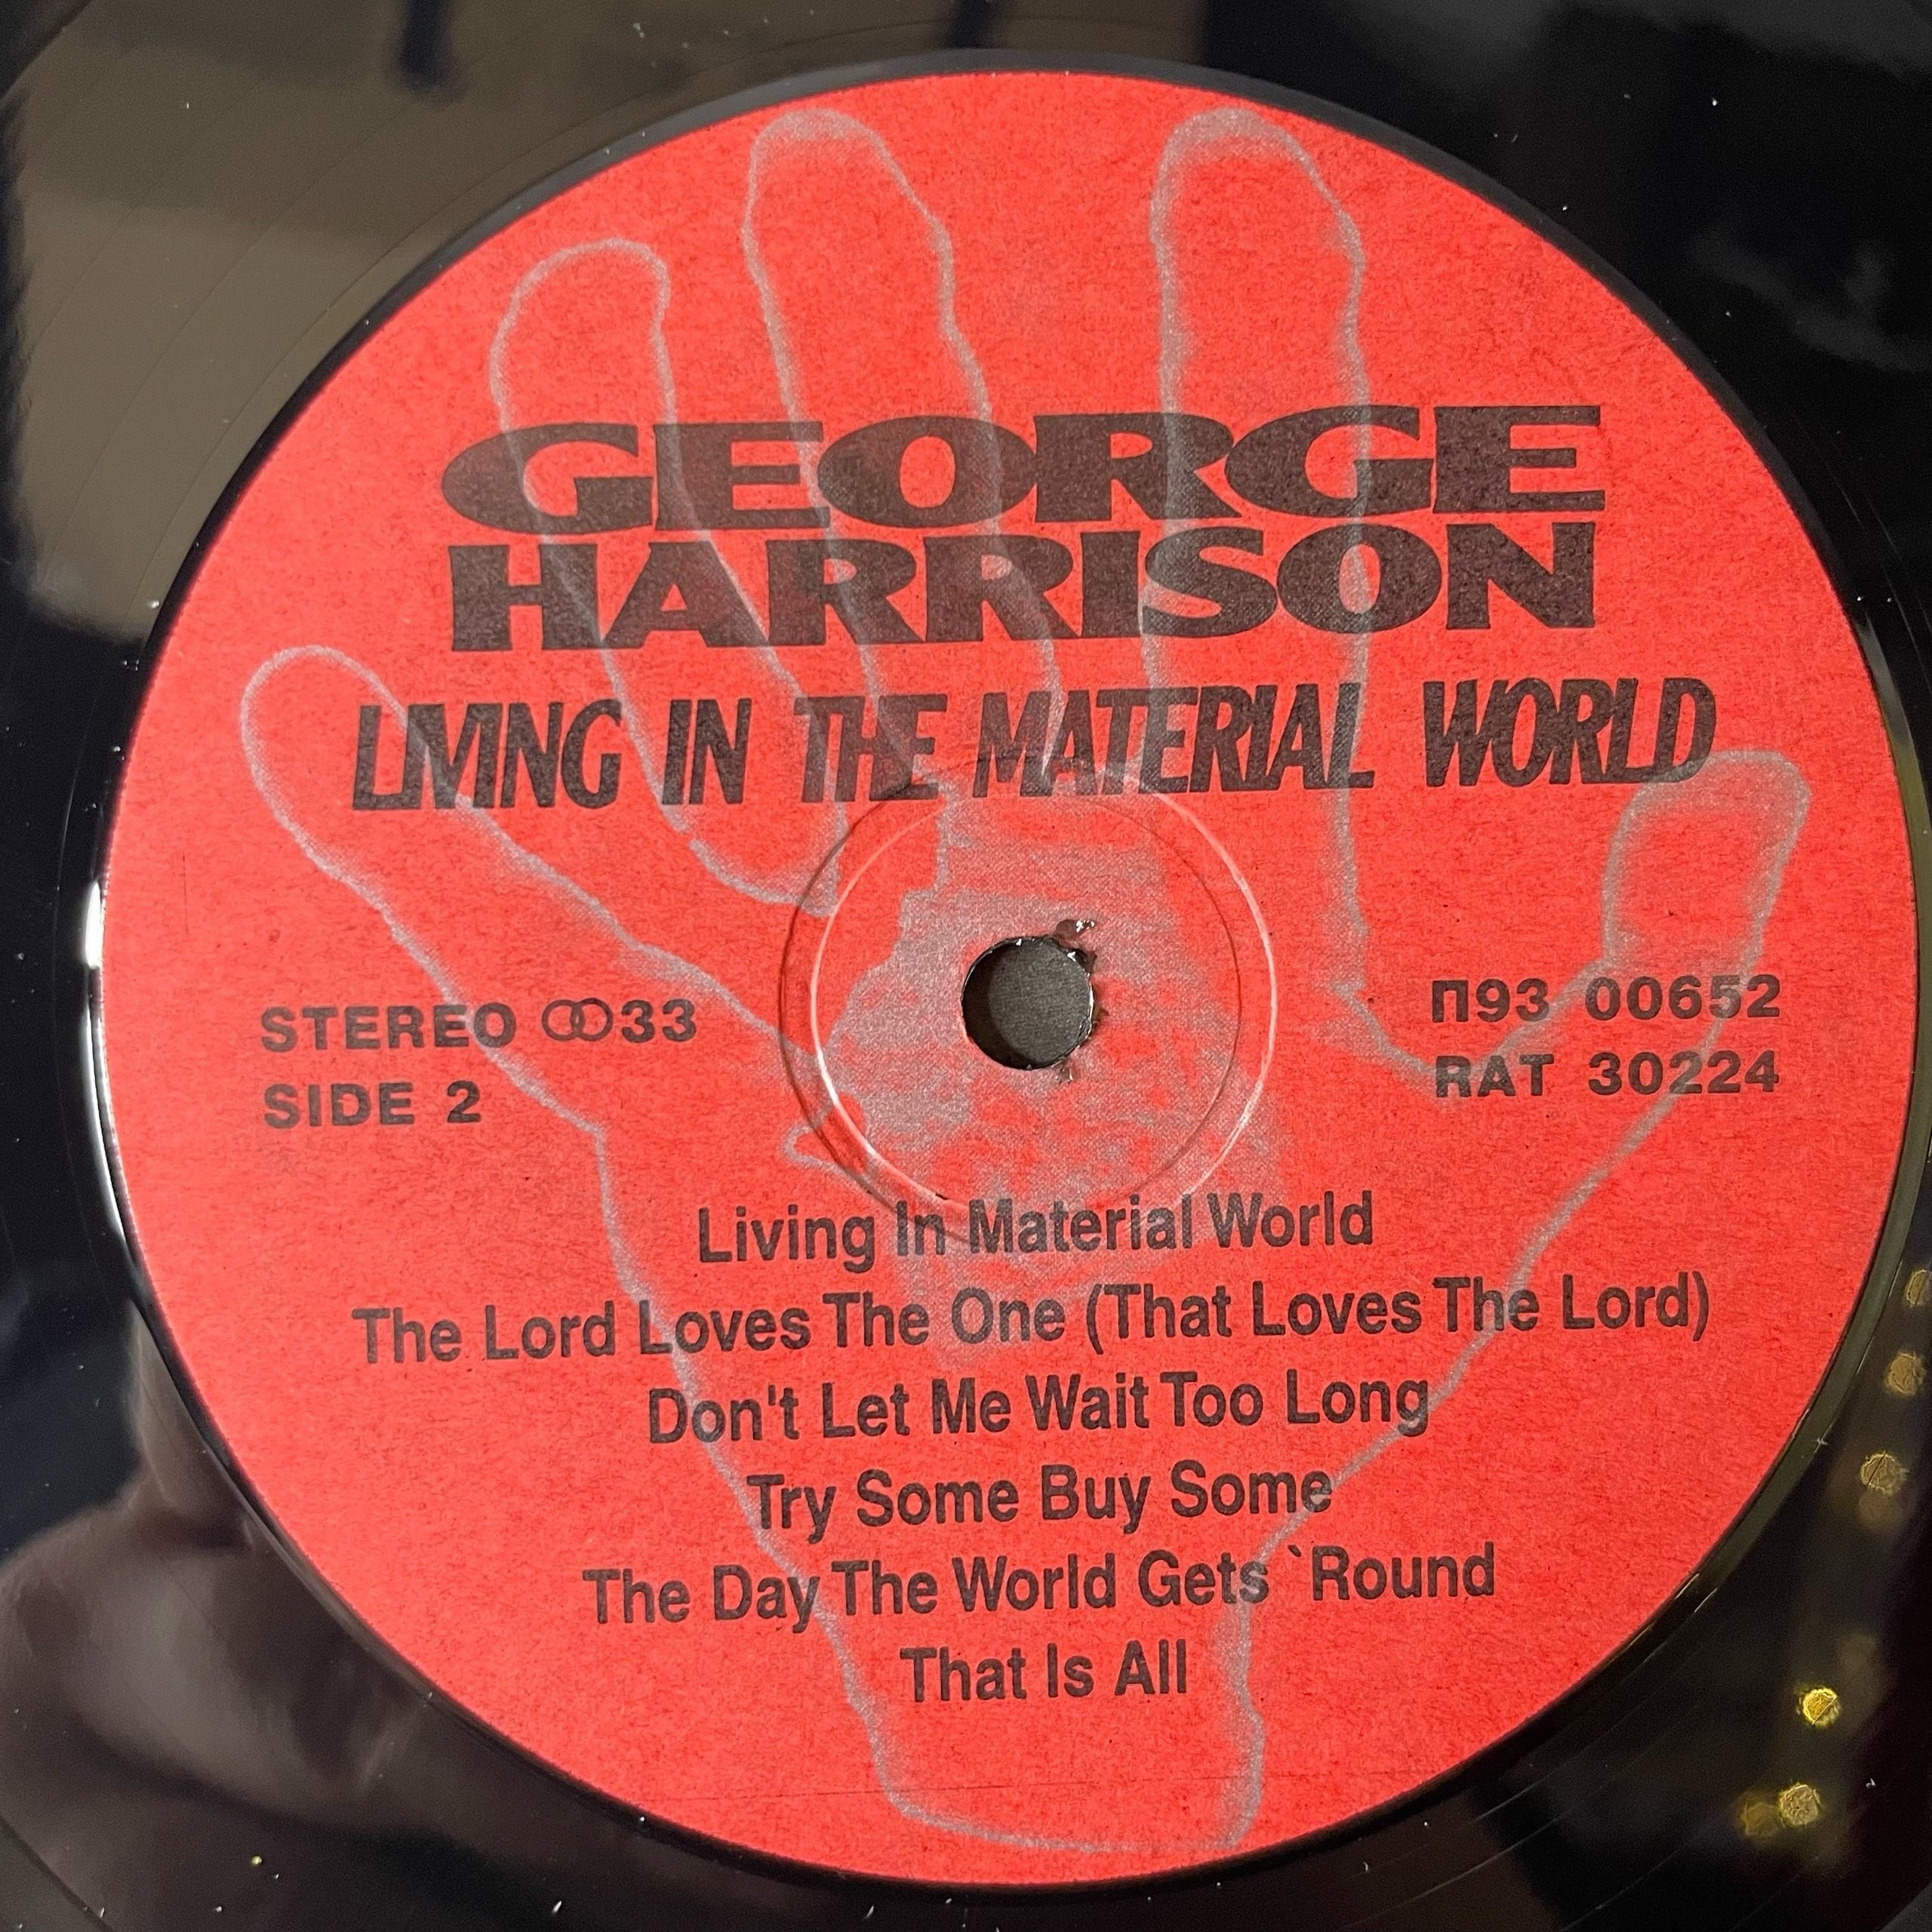 GEORGE
HARRISON
LIVING IN THE MATERIAL WORLD
STEREO ⵔⵔ33
SIDE 2
П93 00652
RAT 30224
Living In Material World
The Lord Loves The One (That Loves The Lord)
Don't Let Me Wait Too Long
Try Some Buy Some
The Day The World Gets `Round
That Is All